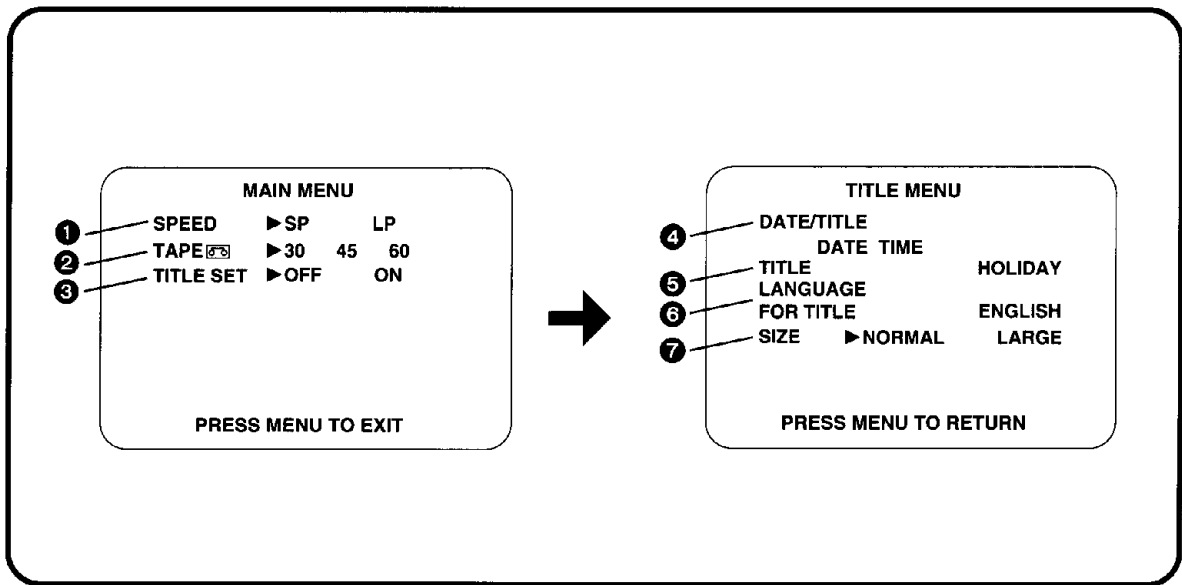 MAIN MENU
1 SPEED ▶SP LP
2 TAPE ▶30 45 60
3 TITLE SET ▶OFF ON
PRESS MENU TO EXIT
TITLE MENU
4 DATE/TITLE
DATE TIME
5 TITLE HOLIDAY
6 LANGUAGE
FOR TITLE ENGLISH
7 SIZE ▶NORMAL LARGE
PRESS MENU TO RETURN